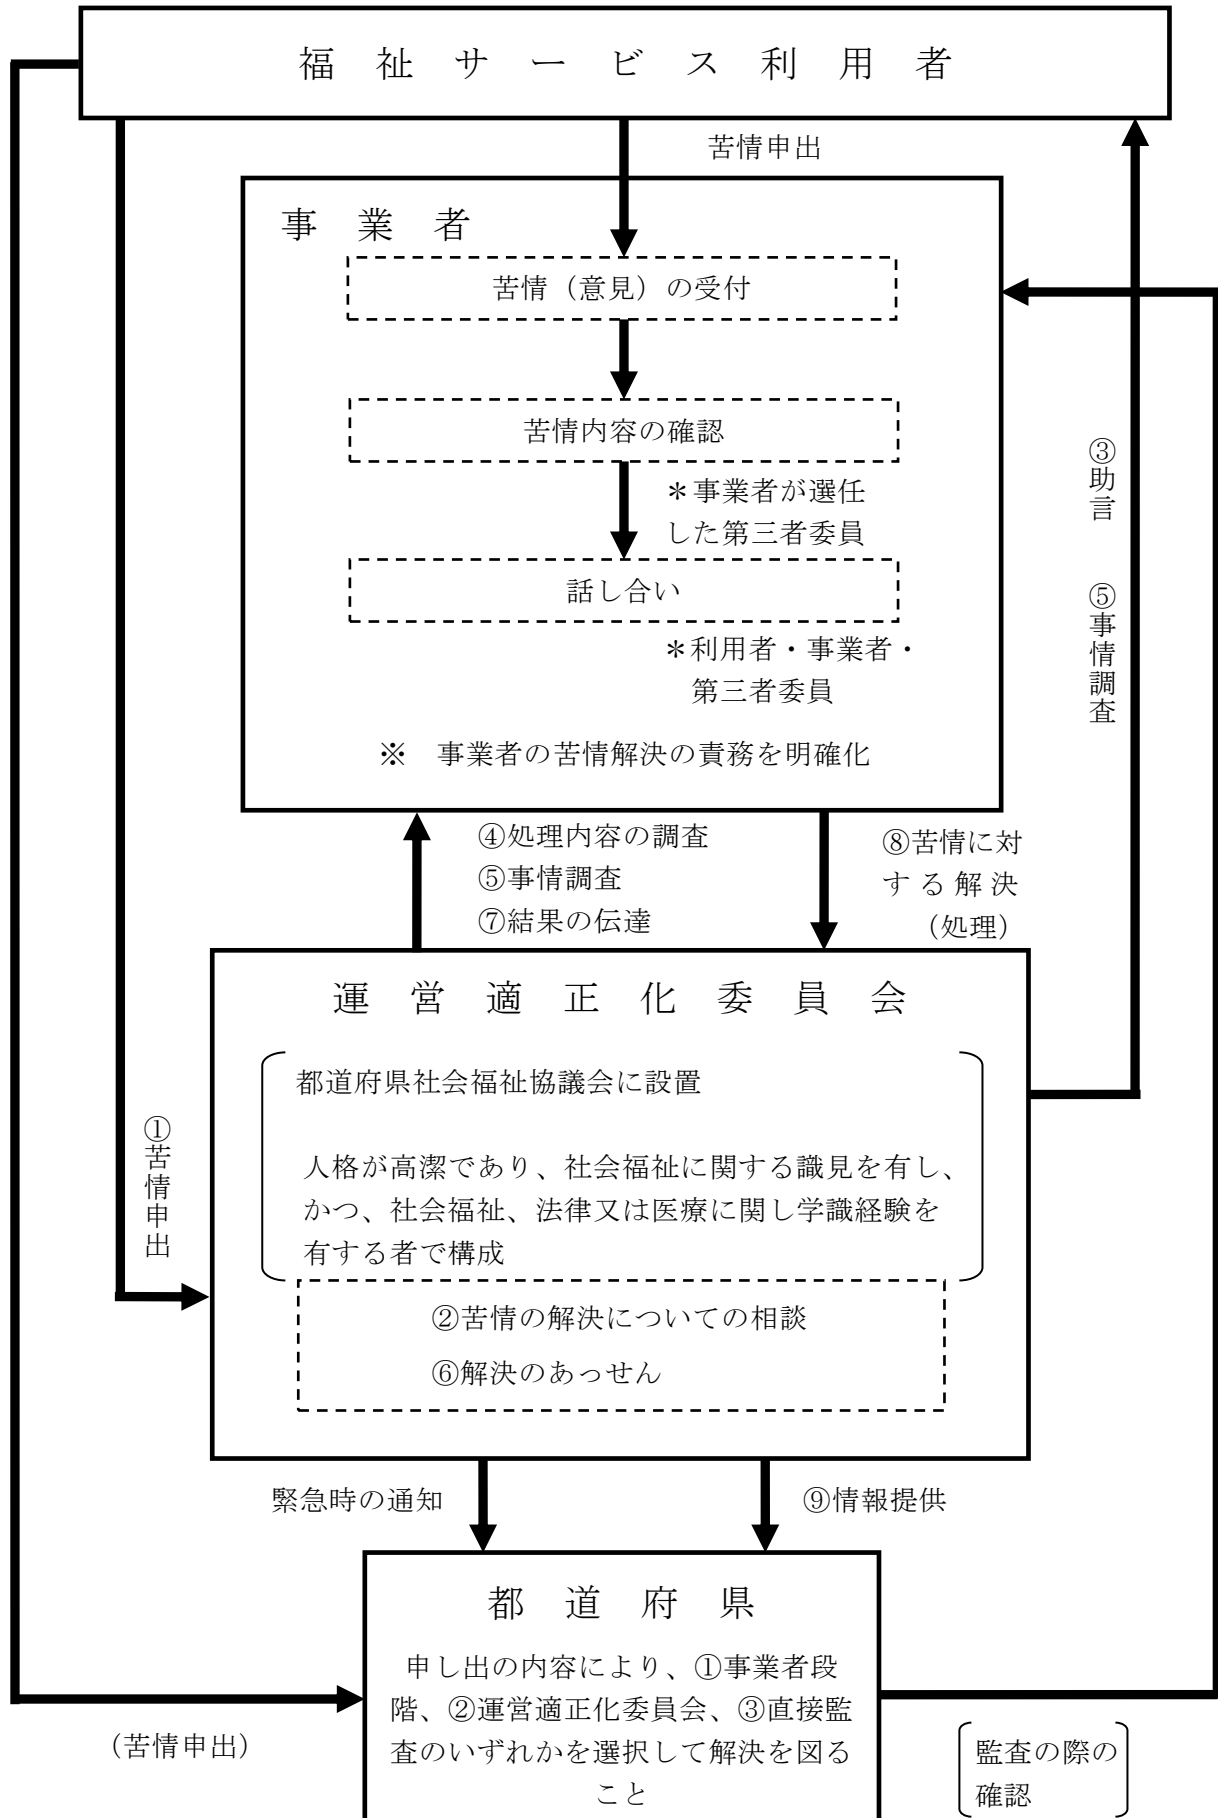 福祉サービス利用者
苦情申出
事業者
苦情（意見）の受付
苦情内容の確認
＊事業者が選任
した第三者委員
話し合い
＊利用者・事業者・
第三者委員
※　事業者の苦情解決の責務を明確化
③助言
⑤事情調査
④処理内容の調査
⑤事情調査
⑦結果の伝達
⑧苦情に対
する解決
（処理）
運営適正化委員会
都道府県社会福祉協議会に設置
人格が高潔であり、社会福祉に関する識見を有し、
かつ、社会福祉、法律又は医療に関し学識経験を
有する者で構成
①苦情申出
②苦情の解決についての相談
⑥解決のあっせん
緊急時の通知
⑨情報提供
都道府県
申し出の内容により、①事業者段
階、②運営適正化委員会、③直接監
査のいずれかを選択して解決を図る
こと
（苦情申出）
監査の際の
確認